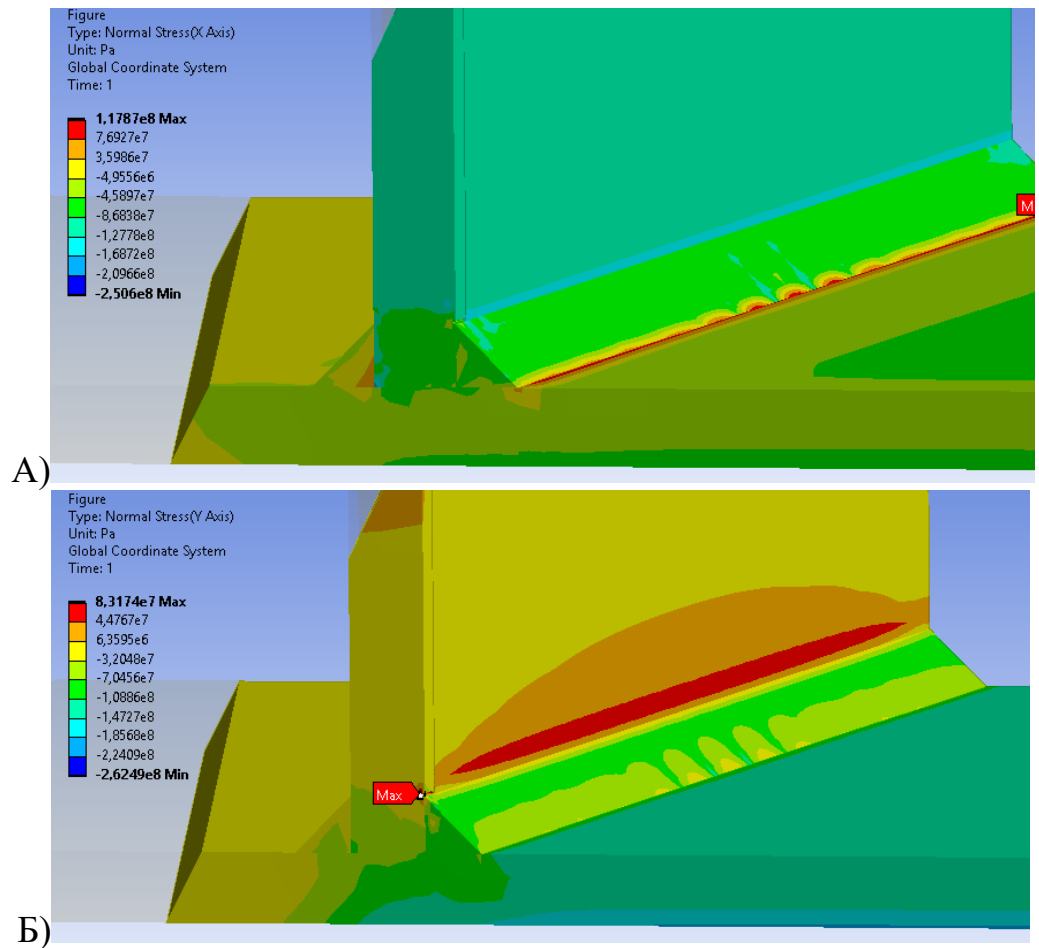 Figure
Type: Normal Stress(X Axis)
Unit: Pa
Global Coordinate System
Time: 1
1,1787e8 Max
7,6927e7
3,5986e7
-4,9556e6
-4,5897e7
-8,6838e7
-1,2778e8
-1,6872e8
-2,0966e8
-2,506e8 Min
M
А)
Figure
Type: Normal Stress(Y Axis)
Unit: Pa
Global Coordinate System
Time: 1
8,3174e7 Max
4,4767e7
6,3595e6
-3,2048e7
-7,0456e7
-1,0886e8
-1,4727e8
-1,8568e8
-2,2409e8
-2,6249e8 Min
Max
Б)